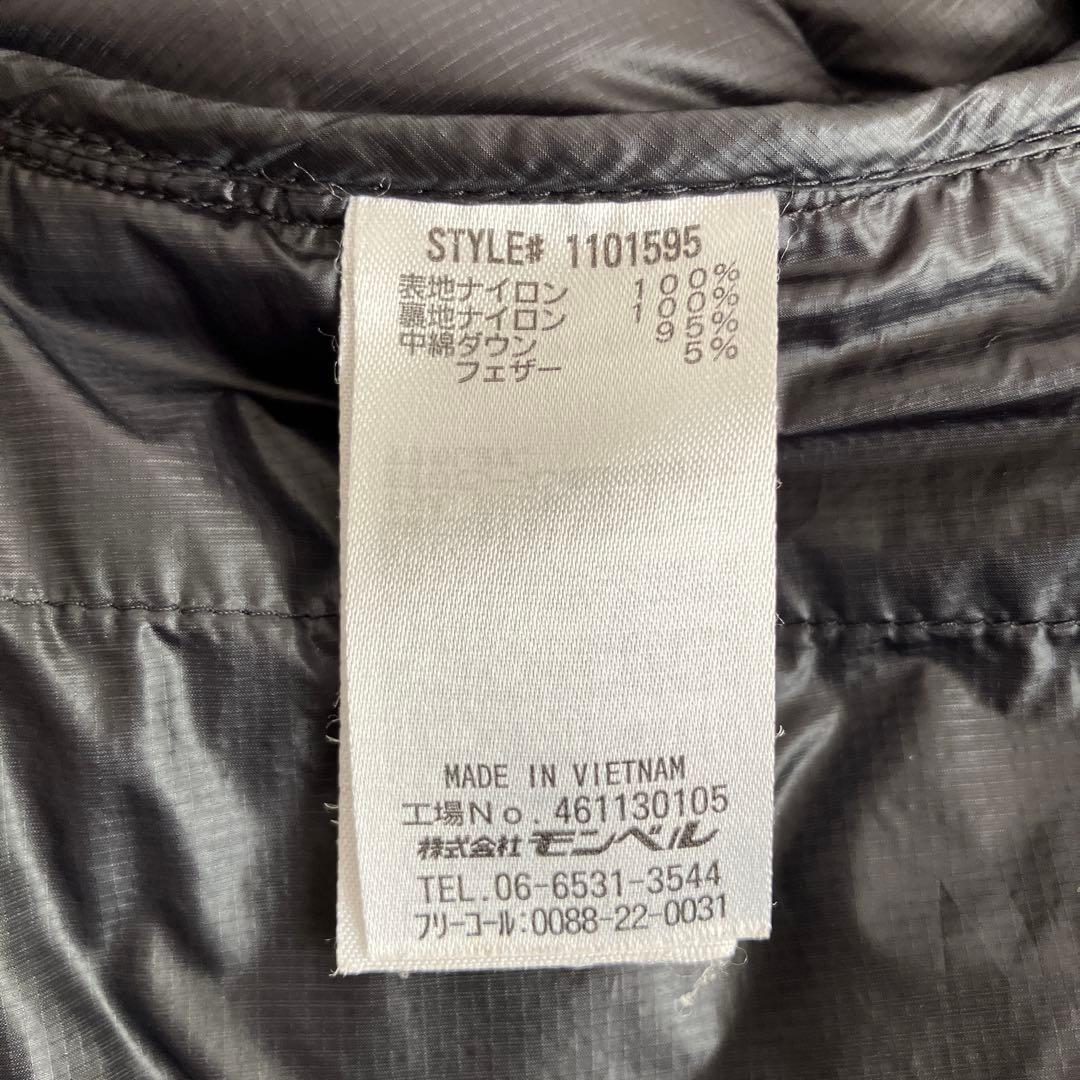 STYLE# 1101595
表地ナイロン 100%
裏地ナイロン 100%
中綿ダウン 95%
フェザー 5%
MADE IN VIETNAM
工場No. 461130105
株式会社モンベル
TEL.06-6531-3544
フリーコール:0088-22-0031